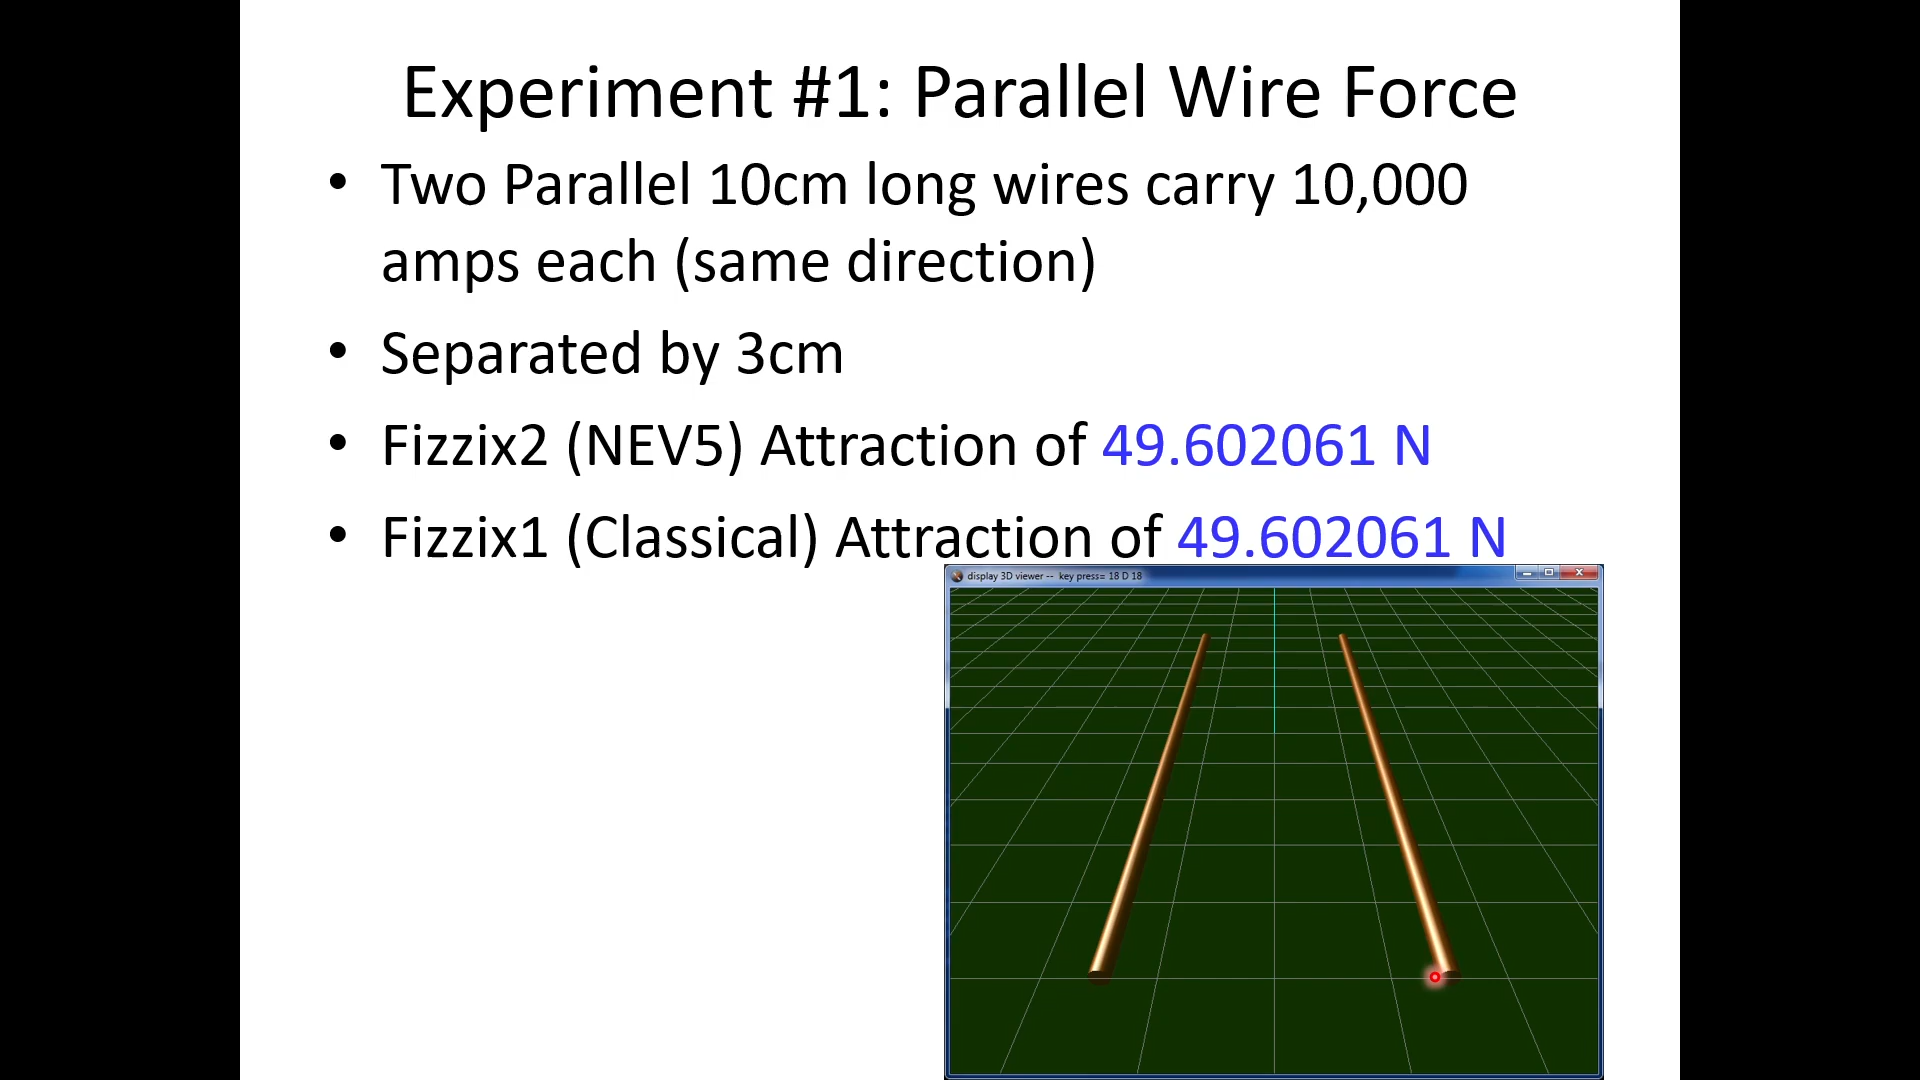 Experiment #1: Parallel Wire Force
• Two Parallel 10cm long wires carry 10,000
amps each (same direction)
• Separated by 3cm
• Fizzix2 (NEV5) Attraction of 49.602061 N
• Fizzix1 (Classical) Attraction of 49.602061 N
display 3D viewer -- key press= 18 D 18